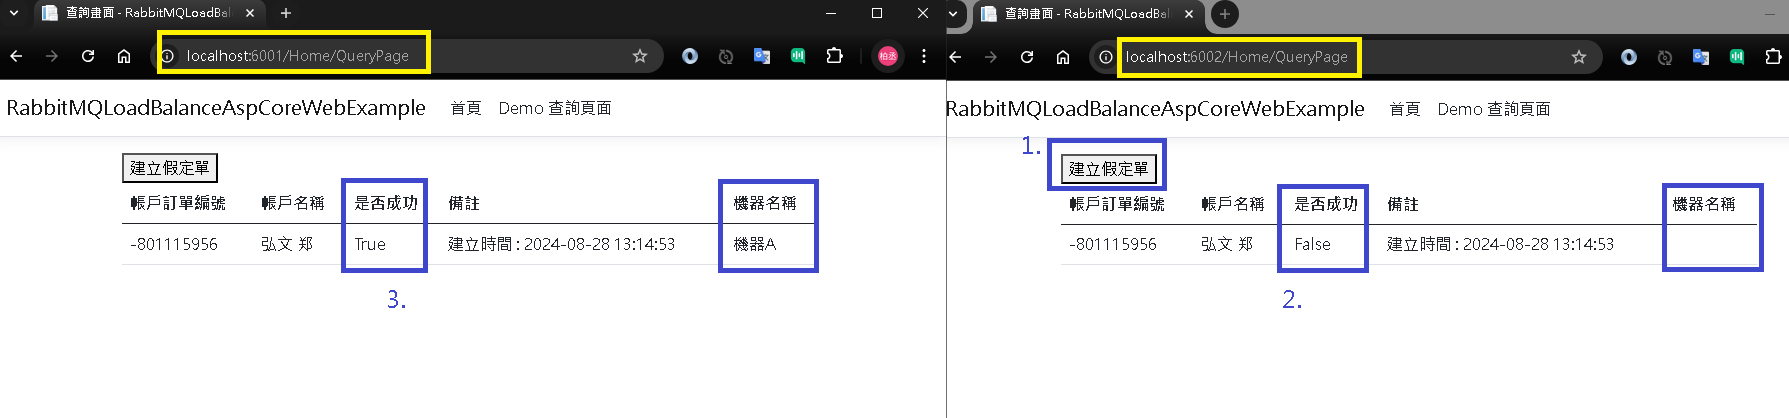 查詢畫面 - RabbitMQLoadBala
localhost:6001/Home/QueryPage
柏丞
RabbitMQLoadBalanceAspCoreWebExample 首頁 Demo 查詢頁面
建立假定單
帳戶訂單編號 帳戶名稱 是否成功 備註 機器名稱
-801115956 弘文 郑 True 建立時間 : 2024-08-28 13:14:53 機器A
3.
查詢畫面 - RabbitMQLoadBala
localhost:6002/Home/QueryPage
RabbitMQLoadBalanceAspCoreWebExample 首頁 Demo 查詢頁面
1.
建立假定單
帳戶訂單編號 帳戶名稱 是否成功 備註 機器名稱
-801115956 弘文 郑 False 建立時間 : 2024-08-28 13:14:53
2.